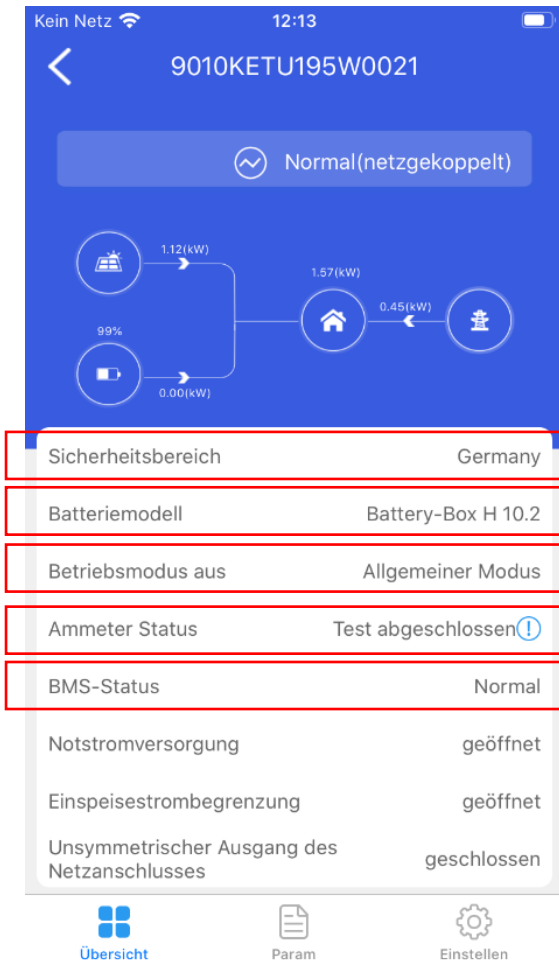 Kein Netz 12:13
9010KETU195W0021
Normal(netzgekoppelt)
1.12(kW)
1.57(kW)
0.45(kW)
99%
0.00(kW)
Sicherheitsbereich Germany
Batteriemodell Battery-Box H 10.2
Betriebsmodus aus Allgemeiner Modus
Ammeter Status Test abgeschlossen
BMS-Status Normal
Notstromversorgung geöffnet
Einspeisestrombegrenzung geöffnet
Unsymmetrischer Ausgang des
Netzanschlusses geschlossen
Übersicht Param Einstellen